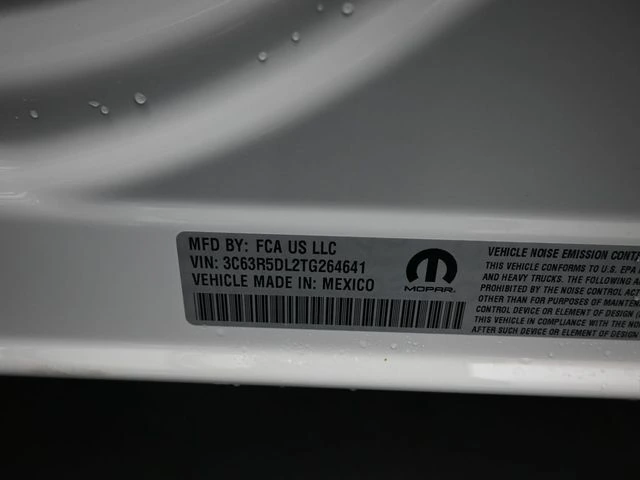 MFD BY: FCA US LLC
VIN: 3C63R5DL2TG264641
VEHICLE MADE IN: MEXICO
MOPAR
VEHICLE NOISE EMISSION
THIS VEHICLE CONFORMS TO U.S. EPA
AND HEAVY TRUCKS. THE FOLLOWING
PROHIBITED BY THE NOISE CONTROL
OTHER THAN FOR PURPOSES OF
CONTROL DEVICE OR ELEMENT OF DESIGN
THIS VEHICLE IN COMPLIANCE WITH THE
AFTER SUCH DEVICE OR ELEMENT OF DESIGN